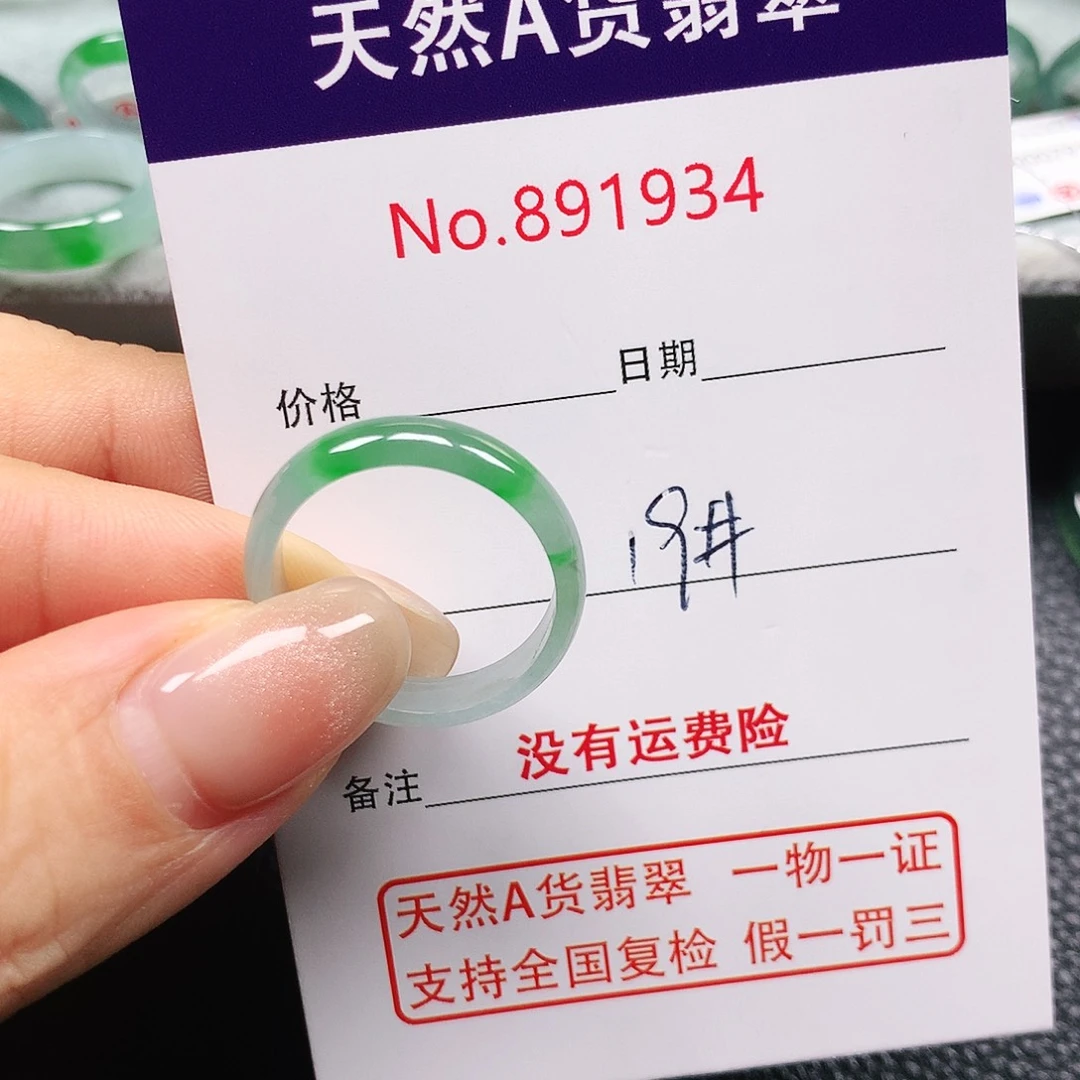 天然A货翡翠
No.891934
价格 日期
19#
没有运费险
备注
天然A货翡翠 一物一证
支持全国复检 假一罚三